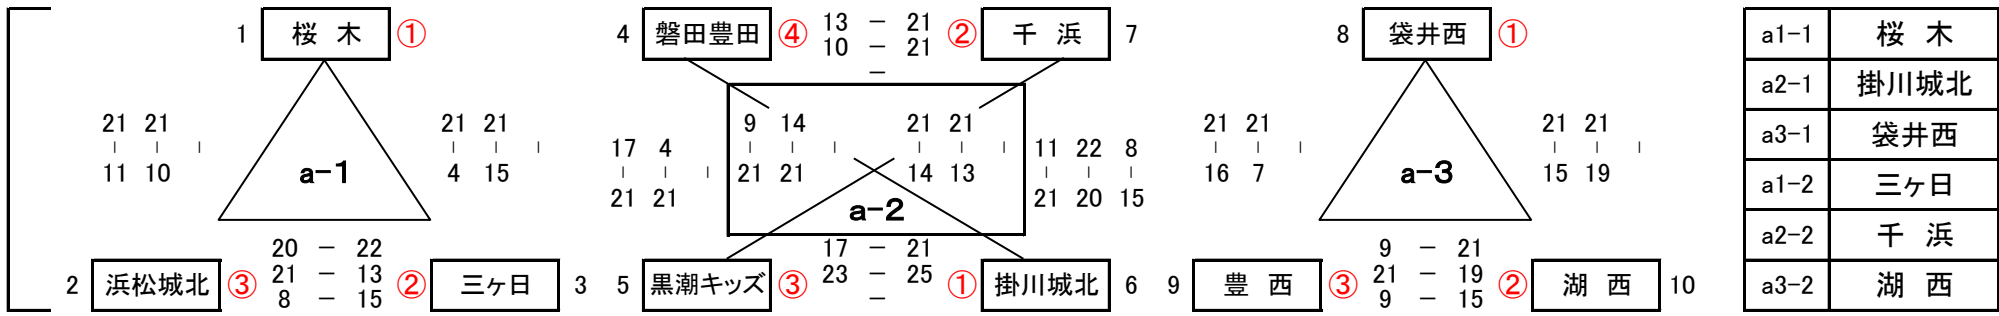 1 桜 木 ①
4 磐田豊田 ④ 13 － 21 ② 千 浜 7
10 － 21
－
8 袋井西 ①
a1-1 桜 木
a2-1 掛川城北
a3-1 袋井西
a1-2 三ヶ日
a2-2 千 浜
a3-2 湖 西
21 21
11 10
21 21
4 15
a-1
20 － 22
21 － 13
8 － 15
2 浜松城北 ③ ② 三ヶ日 3
17 4
21 21
9 14
21 21
21 21
14 13
11 22 8
21 20 15
a-2
17 － 21
23 － 25
－
5 黒潮キッズ ③ ① 掛川城北 6
21 21
16 7
21 21
15 19
a-3
9 － 21
21 － 19
9 － 15
9 豊 西 ③ ② 湖 西 10